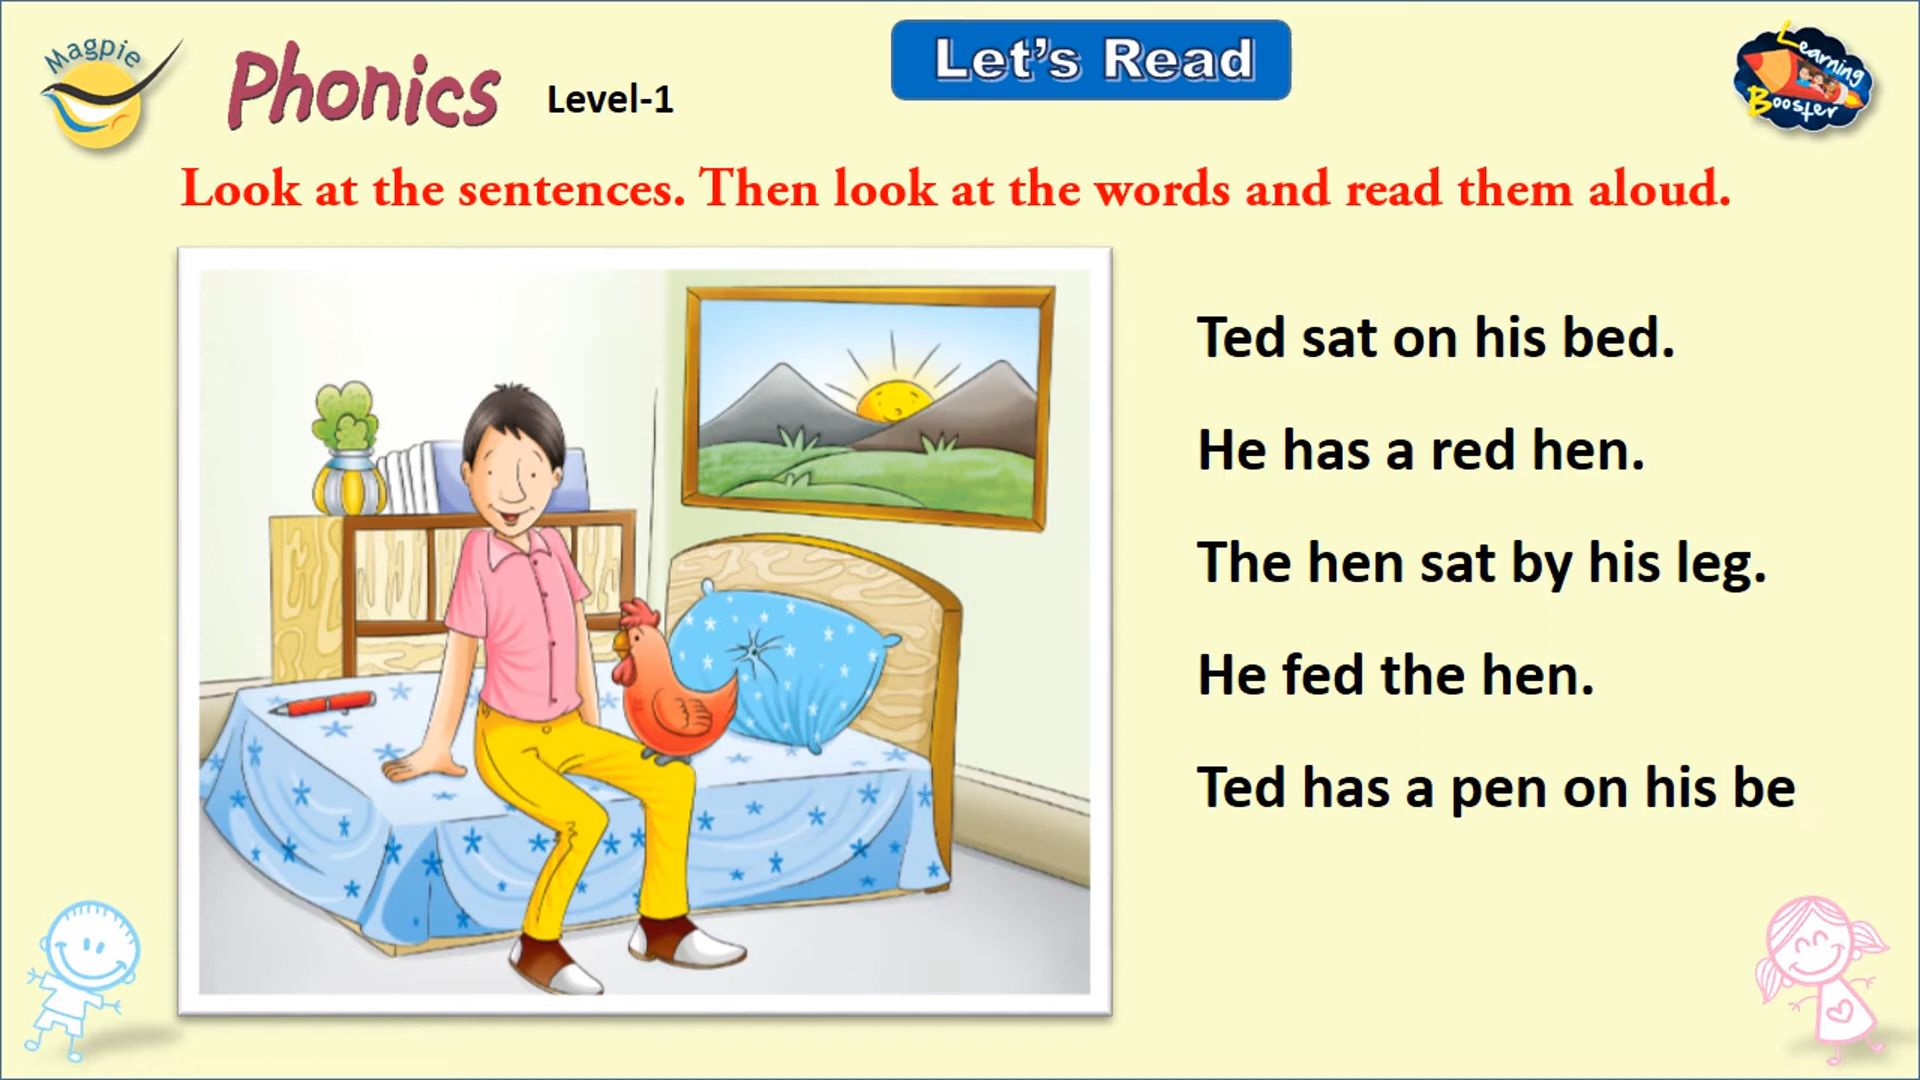 Magpie
Phonics Level-1
Let's Read
Learning
Booster
Look at the sentences. Then look at the words and read them aloud.
Ted sat on his bed.
He has a red hen.
The hen sat by his leg.
He fed the hen.
Ted has a pen on his be